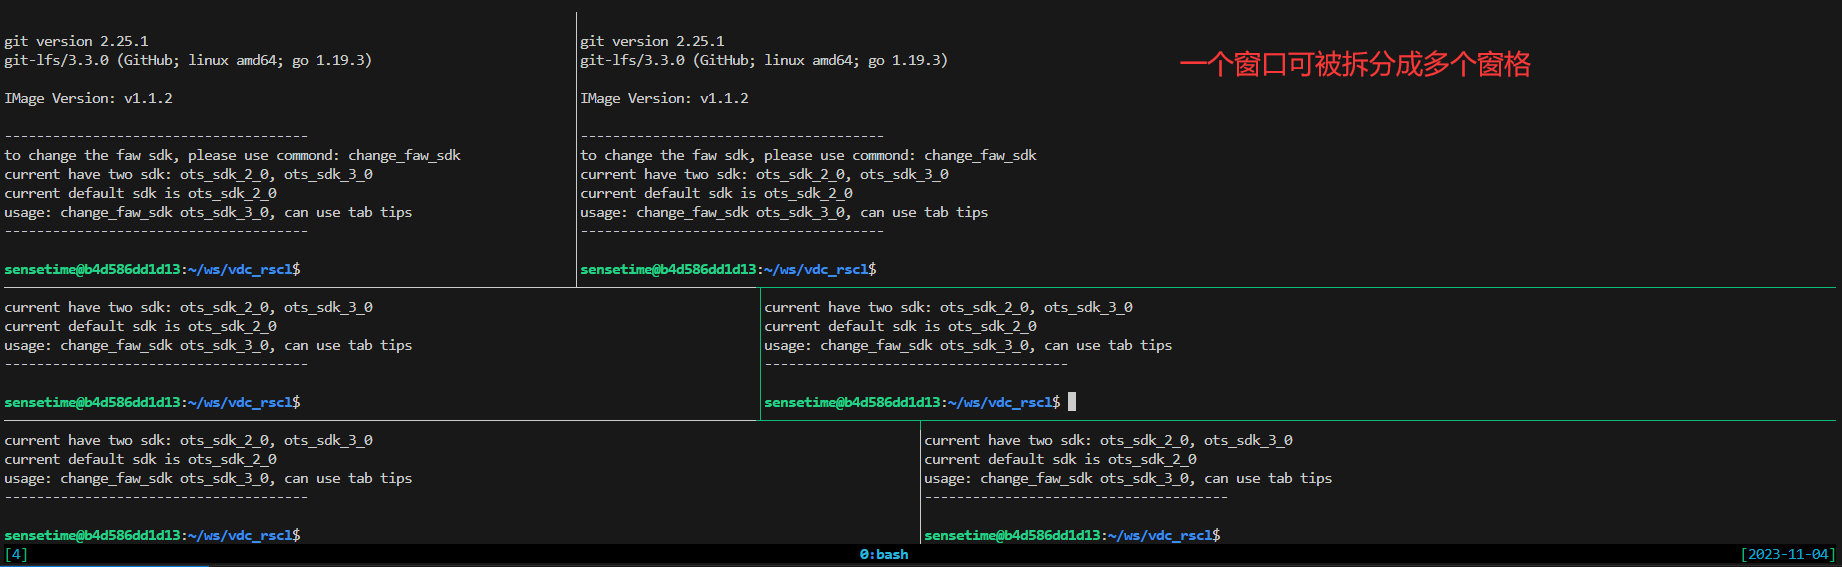 git version 2.25.1
git-lfs/3.3.0 (GitHub; linux amd64; go 1.19.3)
IMage Version: v1.1.2
--------------------------------------
to change the faw sdk, please use commond: change_faw_sdk
current have two sdk: ots_sdk_2_0, ots_sdk_3_0
current default sdk is ots_sdk_2_0
usage: change_faw_sdk ots_sdk_3_0, can use tab tips
--------------------------------------
sensetime@b4d586dd1d13:~/ws/vdc_rscl$
git version 2.25.1
git-lfs/3.3.0 (GitHub; linux amd64; go 1.19.3)
IMage Version: v1.1.2
--------------------------------------
to change the faw sdk, please use commond: change_faw_sdk
current have two sdk: ots_sdk_2_0, ots_sdk_3_0
current default sdk is ots_sdk_2_0
usage: change_faw_sdk ots_sdk_3_0, can use tab tips
--------------------------------------
sensetime@b4d586dd1d13:~/ws/vdc_rscl$
一个窗口可被拆分成多个窗格
current have two sdk: ots_sdk_2_0, ots_sdk_3_0
current default sdk is ots_sdk_2_0
usage: change_faw_sdk ots_sdk_3_0, can use tab tips
--------------------------------------
sensetime@b4d586dd1d13:~/ws/vdc_rscl$
current have two sdk: ots_sdk_2_0, ots_sdk_3_0
current default sdk is ots_sdk_2_0
usage: change_faw_sdk ots_sdk_3_0, can use tab tips
--------------------------------------
sensetime@b4d586dd1d13:~/ws/vdc_rscl$
current have two sdk: ots_sdk_2_0, ots_sdk_3_0
current default sdk is ots_sdk_2_0
usage: change_faw_sdk ots_sdk_3_0, can use tab tips
--------------------------------------
sensetime@b4d586dd1d13:~/ws/vdc_rscl$
current have two sdk: ots_sdk_2_0, ots_sdk_3_0
current default sdk is ots_sdk_2_0
usage: change_faw_sdk ots_sdk_3_0, can use tab tips
--------------------------------------
sensetime@b4d586dd1d13:~/ws/vdc_rscl$
[4] 0:bash [2023-11-04]